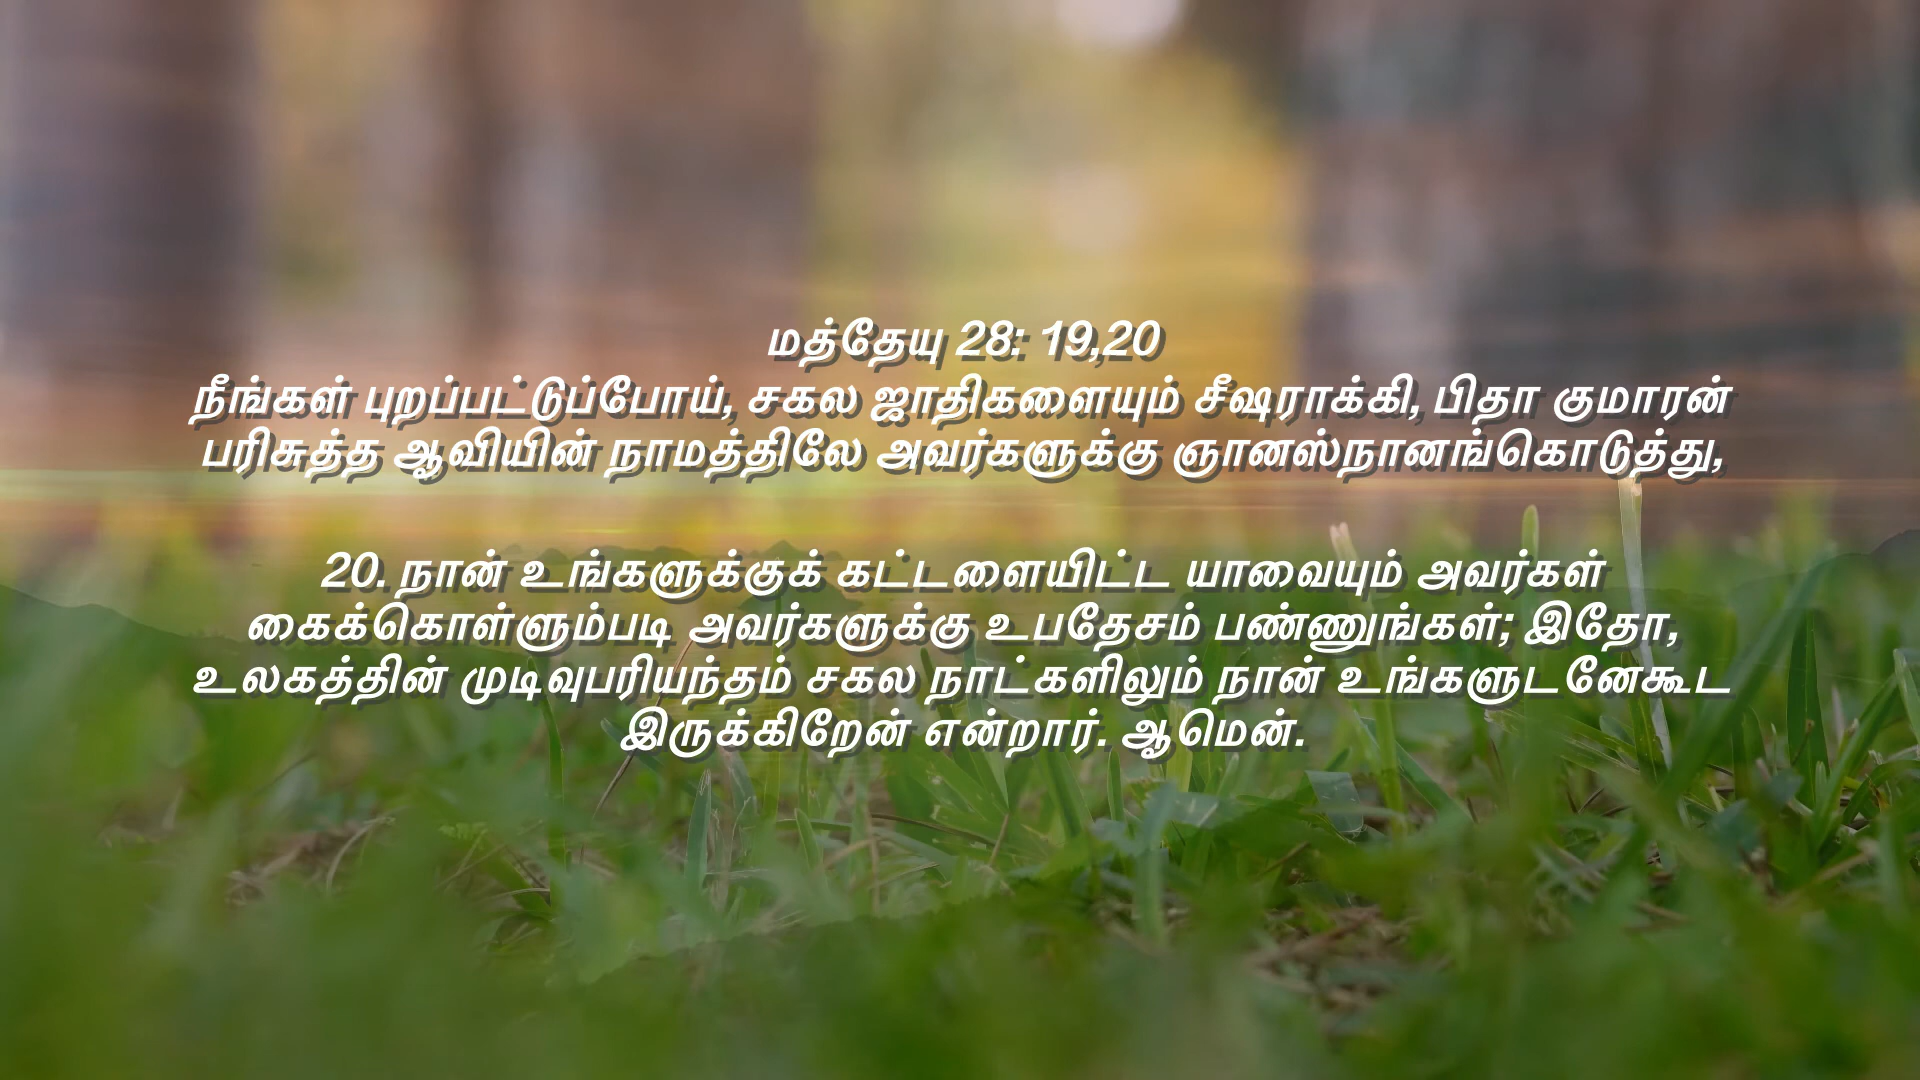 மத்தேயு 28: 19,20
நீங்கள் புறப்பட்டுப்போய், சகல ஜாதிகளையும் சீஷராக்கி, பிதா குமாரன்
பரிசுத்த ஆவியின் நாமத்திலே அவர்களுக்கு ஞானஸ்நானங்கொடுத்து,
20. நான் உங்களுக்குக் கட்டளையிட்ட யாவையும் அவர்கள்
கைக்கொள்ளும்படி அவர்களுக்கு உபதேசம் பண்ணுங்கள்; இதோ,
உலகத்தின் முடிவுபரியந்தம் சகல நாட்களிலும் நான் உங்களுடனேகூட
இருக்கிறேன் என்றார். ஆமென்.